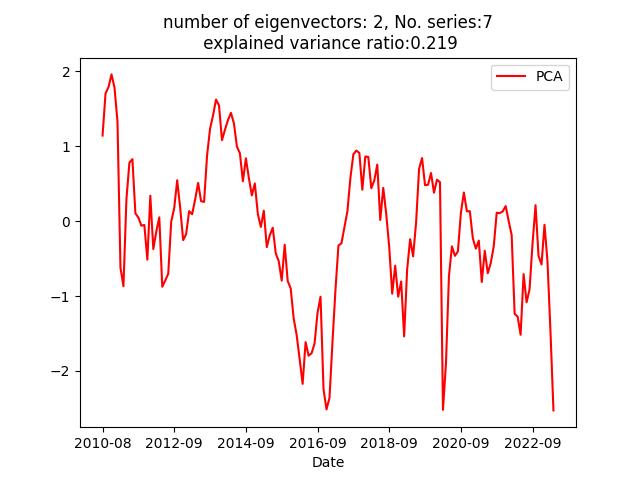 number of eigenvectors: 2, No. series:7
explained variance ratio:0.219
PCA
2
1
0
−1
−2
2010-08 2012-09 2014-09 2016-09 2018-09 2020-09 2022-09
Date